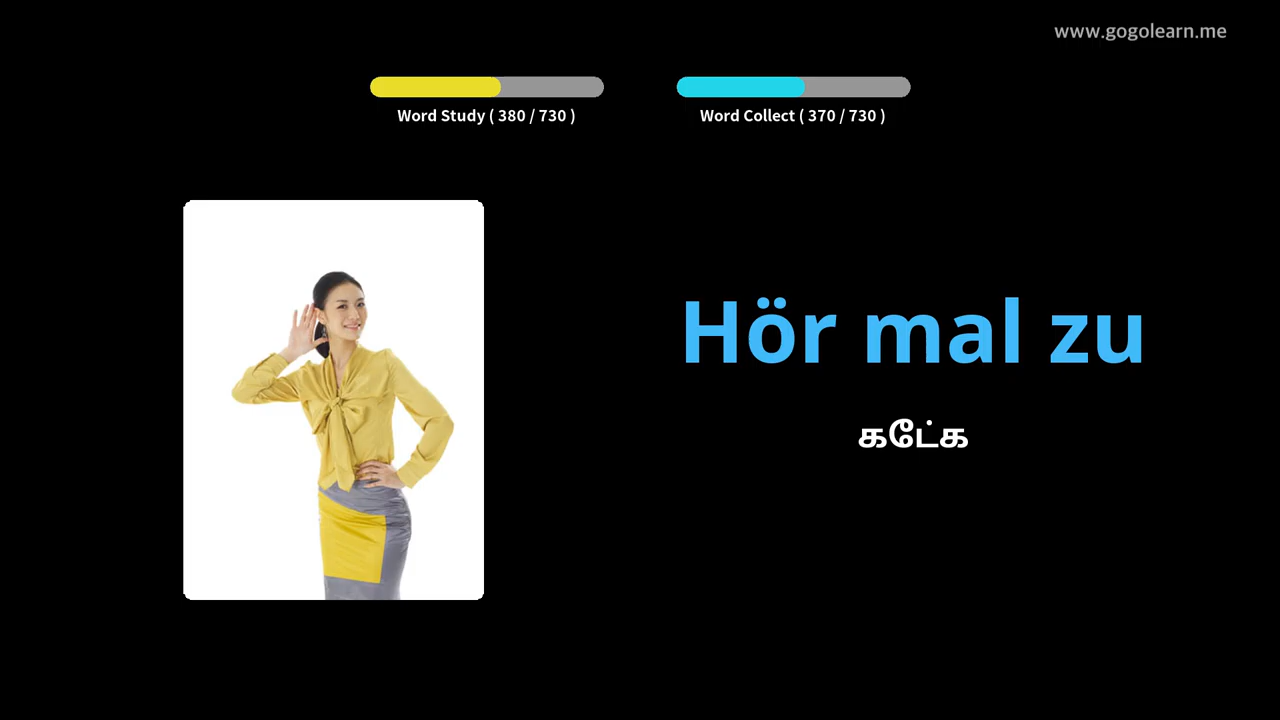 www.gogolearn.me
Word Study ( 380 / 730 )
Word Collect ( 370 / 730 )
Hör mal zu
கேட்க